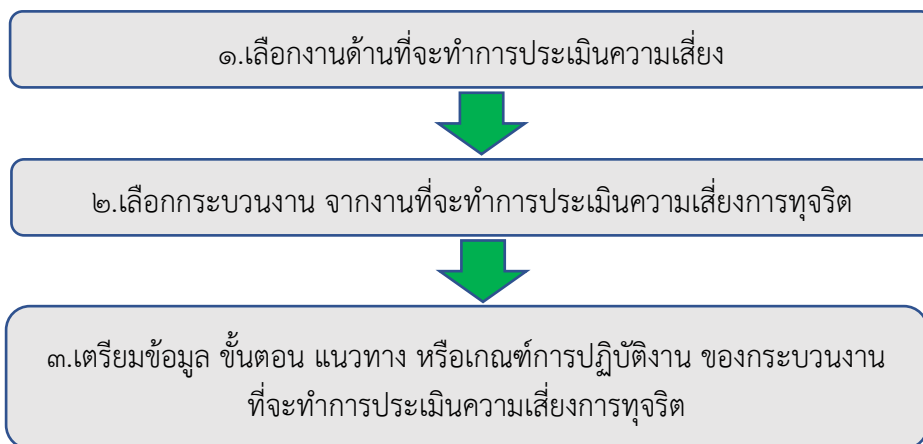 ๑.เลือกงานด้านที่จะทำการประเมินความเสี่ยง
๒.เลือกกระบวนงาน จากงานที่จะทำการประเมินความเสี่ยงการทุจริต
๓.เตรียมข้อมูล ขั้นตอน แนวทาง หรือเกณฑ์การปฏิบัติงาน ของกระบวนงาน
ที่จะทำการประเมินความเสี่ยงการทุจริต